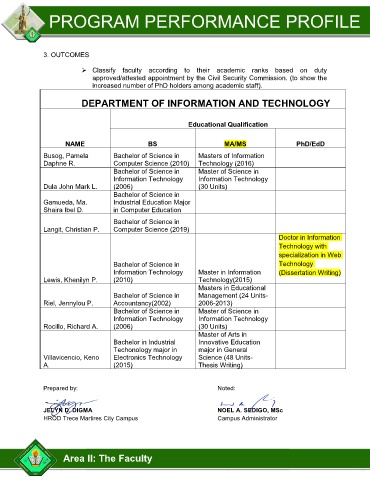 PROGRAM PERFORMANCE PROFILE
3. OUTCOMES
➢ Classify faculty according to their academic ranks based on duty
approved/attested appointment by the Civil Security Commission. (to show the
Increased number of PhD holders among academic staff).
DEPARTMENT OF INFORMATION AND TECHNOLOGY
Educational Qualification
NAME BS MA/MS PhD/EdD
Busog, Pamela Bachelor of Science in Masters of Information
Daphne R. Computer Science (2010) Technology (2016)
Bachelor of Science in Master of Science in
Information Technology Information Technology
Dula John Mark L. (2006) (30 Units)
Bachelor of Science in
Gamueda, Ma. Industrial Education Major
Shaira Ibel D. in Computer Education
Bachelor of Science in
Langit, Christian P. Computer Science (2019)
Doctor in Information
Technology with
specialization in Web
Bachelor of Science in Technology
Information Technology Master in Information (Dissertation Writing)
Lewis, Khenilyn P. (2010) Technology(2015)
Masters in Educational
Bachelor of Science in Management (24 Units-
Riel, Jennylou P. Accountancy(2002) 2006-2013)
Bachelor of Science in Master of Science in
Information Technology Information Technology
Rocillo, Richard A. (2006) (30 Units)
Master of Arts in
Bachelor in Industrial Innovative Education
Techonology major in major in General
Villavicencio, Keno Electronics Technology Science (48 Units-
A. (2015) Thesis Writing)
Prepared by: Noted:
JELYN D. DIGMA NOEL A. SEDIGO, MSc
HRDO Trece Martires City Campus Campus Administrator
Area II: The Faculty